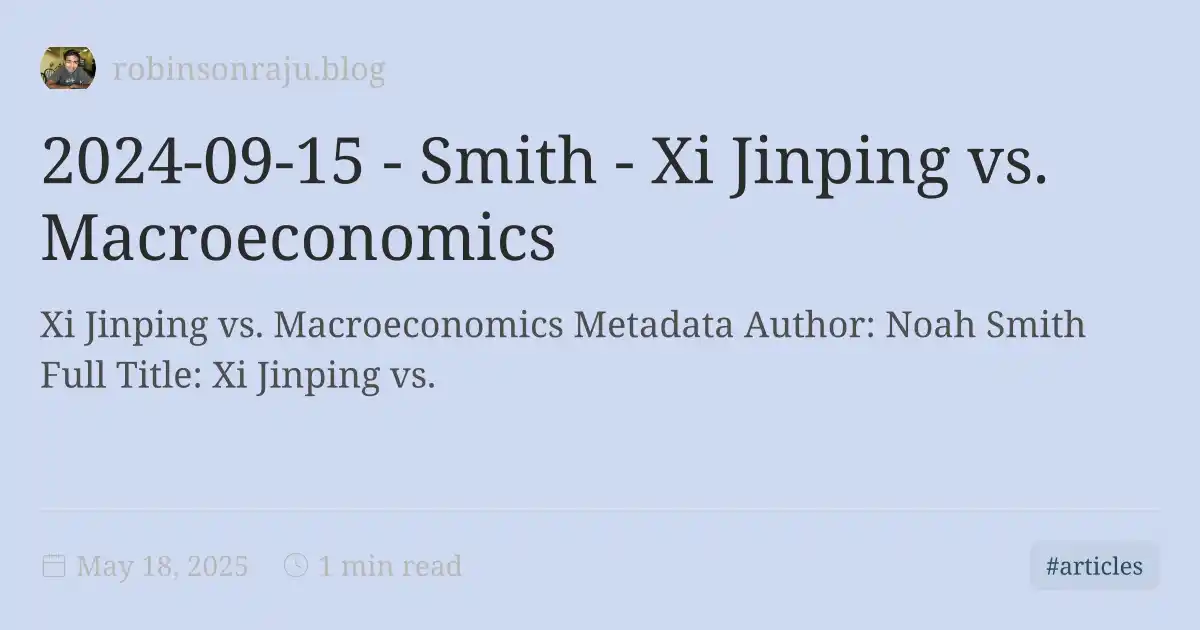 robinsonraju.blog
2024-09-15 - Smith - Xi Jinping vs.
Macroeconomics
Xi Jinping vs. Macroeconomics Metadata Author: Noah Smith
Full Title: Xi Jinping vs.
May 18, 2025
1 min read
#articles